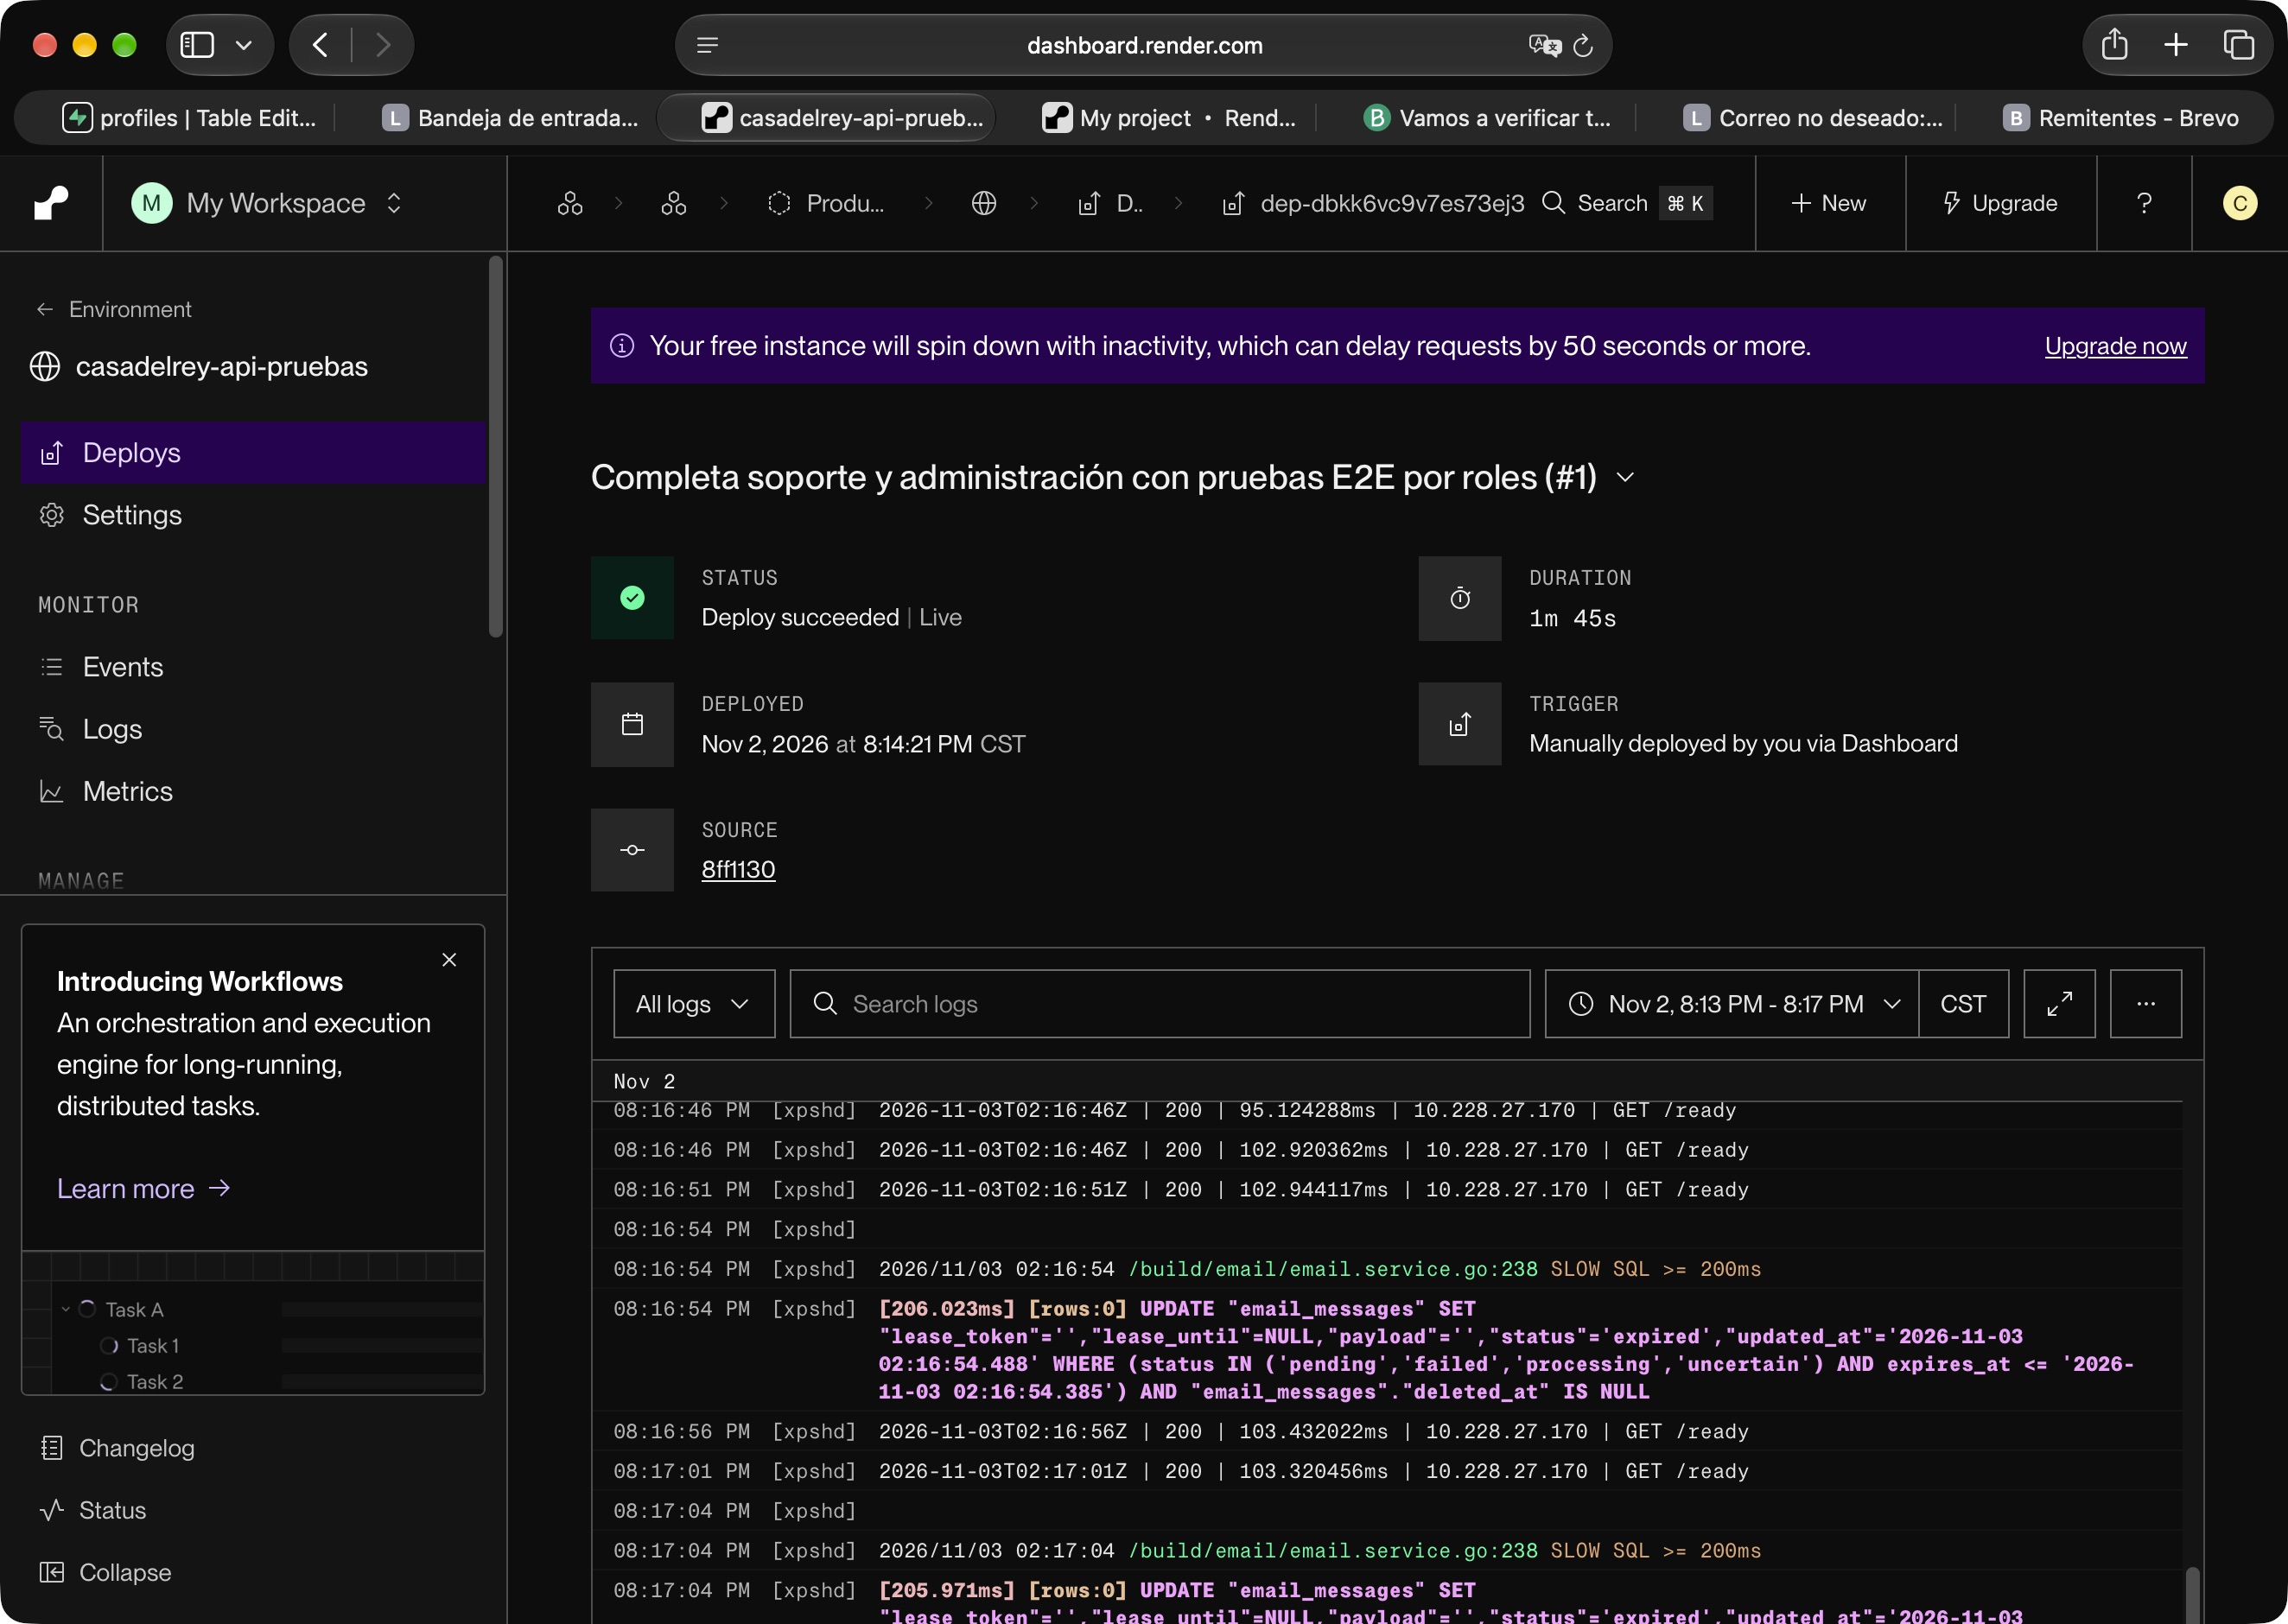 dashboard.render.com
profiles | Table Edit...
L Bandeja de entrada...
casadelrey-api-prueb...
My project • Rend...
B Vamos a verificar t...
L Correo no deseado:...
B Remitentes - Brevo
M My Workspace
Produ...
D..
dep-dbkk6vc9v7es73ej3
Search ⌘ K
+ New
Upgrade
?
C
← Environment
casadelrey-api-pruebas
Deploys
Settings
MONITOR
Events
Logs
Metrics
MANAGE
Introducing Workflows
An orchestration and execution
engine for long-running,
distributed tasks.
Learn more →
Task A
Task 1
Task 2
Changelog
Status
Collapse
Your free instance will spin down with inactivity, which can delay requests by 50 seconds or more.
Upgrade now
Completa soporte y administración con pruebas E2E por roles (#1)
STATUS
Deploy succeeded | Live
DURATION
1m 45s
DEPLOYED
Nov 2, 2026 at 8:14:21 PM CST
TRIGGER
Manually deployed by you via Dashboard
SOURCE
8ff1130
All logs
Search logs
Nov 2, 8:13 PM - 8:17 PM
CST
...
Nov 2
08:16:46 PM [xpshd] 2026-11-03T02:16:46Z | 200 | 95.124288ms | 10.228.27.170 | GET /ready
08:16:46 PM [xpshd] 2026-11-03T02:16:46Z | 200 | 102.920362ms | 10.228.27.170 | GET /ready
08:16:51 PM [xpshd] 2026-11-03T02:16:51Z | 200 | 102.944117ms | 10.228.27.170 | GET /ready
08:16:54 PM [xpshd]
08:16:54 PM [xpshd] 2026/11/03 02:16:54 /build/email/email.service.go:238 SLOW SQL >= 200ms
08:16:54 PM [xpshd] [206.023ms] [rows:0] UPDATE "email_messages" SET
"lease_token"='',"lease_until"=NULL,"payload"='',"status"='expired',"updated_at"='2026-11-03
02:16:54.488' WHERE (status IN ('pending','failed','processing','uncertain') AND expires_at <= '2026-
11-03 02:16:54.385') AND "email_messages"."deleted_at" IS NULL
08:16:56 PM [xpshd] 2026-11-03T02:16:56Z | 200 | 103.432022ms | 10.228.27.170 | GET /ready
08:17:01 PM [xpshd] 2026-11-03T02:17:01Z | 200 | 103.320456ms | 10.228.27.170 | GET /ready
08:17:04 PM [xpshd]
08:17:04 PM [xpshd] 2026/11/03 02:17:04 /build/email/email.service.go:238 SLOW SQL >= 200ms
08:17:04 PM [xpshd] [205.971ms] [rows:0] UPDATE "email_messages" SET
"lease_token"='',"lease_until"=NULL,"payload"='',"status"='expired',"updated_at"='2026-11-03